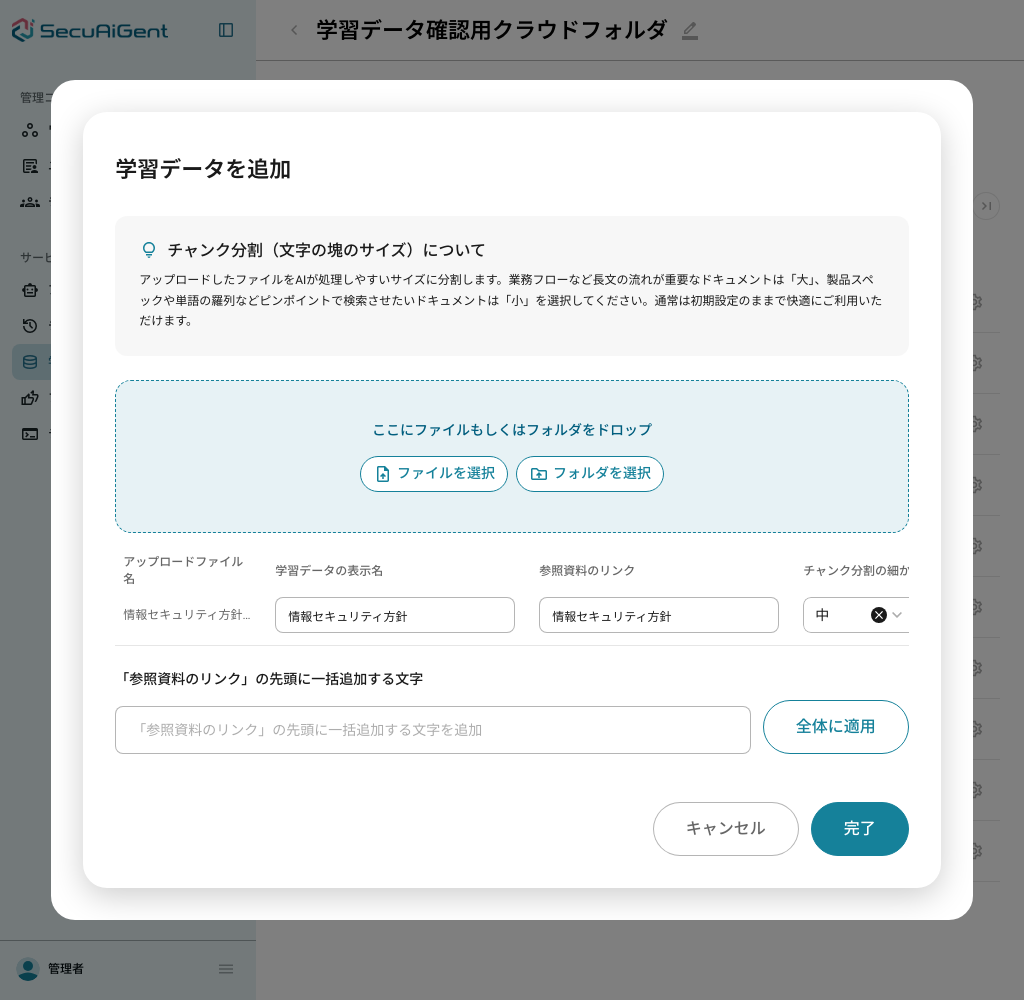 SecuAiGent
学習データ確認用クラウドフォルダ
管理コ
サービ
学習データを追加
チャンク分割（文字の塊のサイズ）について
アップロードしたファイルをAIが処理しやすいサイズに分割します。業務フローなど長文の流れが重要なドキュメントは「大」、製品スペ
ックや単語の羅列などピンポイントで検索させたいドキュメントは「小」を選択してください。通常は初期設定のままで快適にご利用いた
だけます。
ここにファイルもしくはフォルダをドロップ
ファイルを選択
フォルダを選択
アップロードファイル
名
学習データの表示名
参照資料のリンク
チャンク分割の細か
情報セキュリティ方針...
情報セキュリティ方針
情報セキュリティ方針
中
「参照資料のリンク」の先頭に一括追加する文字
「参照資料のリンク」の先頭に一括追加する文字を追加
全体に適用
キャンセル
完了
管理者